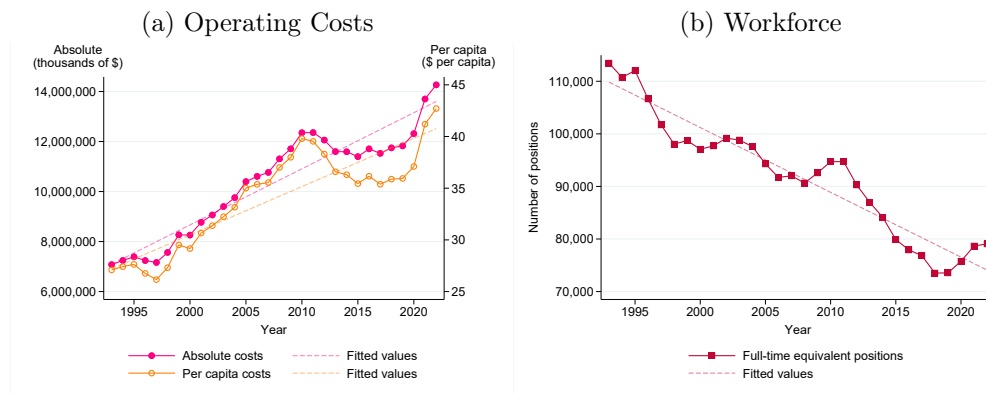 (a) Operating Costs
Absolute
(thousands of $)
Per capita
($ per capita)
14,000,000
12,000,000
10,000,000
8,000,000
6,000,000
45
40
35
30
25
1995
2000
2005
2010
2015
2020
Year
Absolute costs
Fitted values
Per capita costs
Fitted values
(b) Workforce
Number of positions
110,000
100,000
90,000
80,000
70,000
1995
2000
2005
2010
2015
2020
Year
Full-time equivalent positions
Fitted values